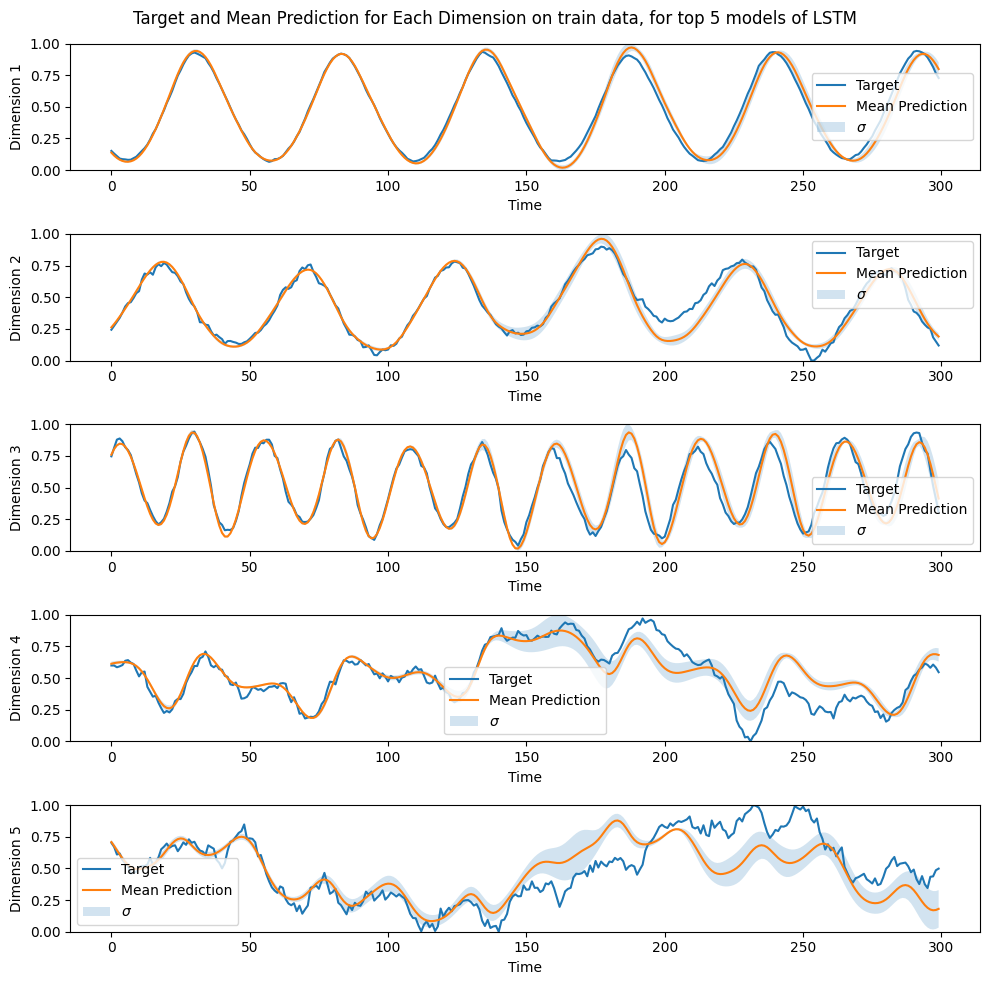 Target and Mean Prediction for Each Dimension on train data, for top 5 models of LSTM
1.00
0.75
0.50
0.25
0.00
Dimension 1
Target
Mean Prediction
σ
0 50 100 150 200 250 300
Time
1.00
0.75
0.50
0.25
0.00
Dimension 2
Target
Mean Prediction
σ
0 50 100 150 200 250 300
Time
1.00
0.75
0.50
0.25
0.00
Dimension 3
Target
Mean Prediction
σ
0 50 100 150 200 250 300
Time
1.00
0.75
0.50
0.25
0.00
Dimension 4
Target
Mean Prediction
σ
0 50 100 150 200 250 300
Time
1.00
0.75
0.50
0.25
0.00
Dimension 5
Target
Mean Prediction
σ
0 50 100 150 200 250 300
Time